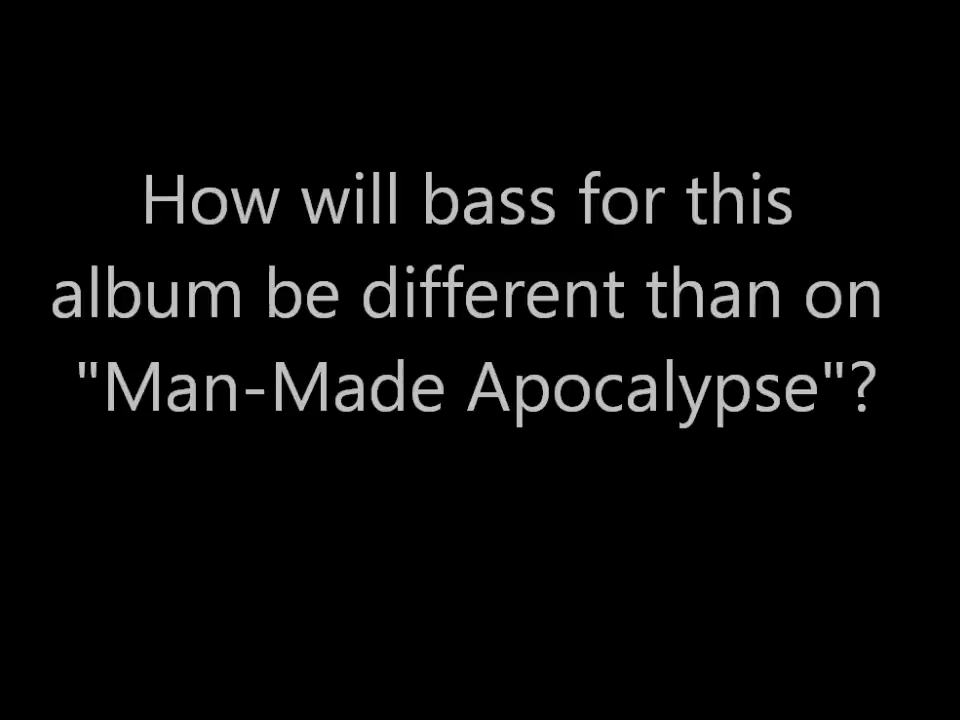 How will bass for this
album be different than on
"Man-Made Apocalypse"?